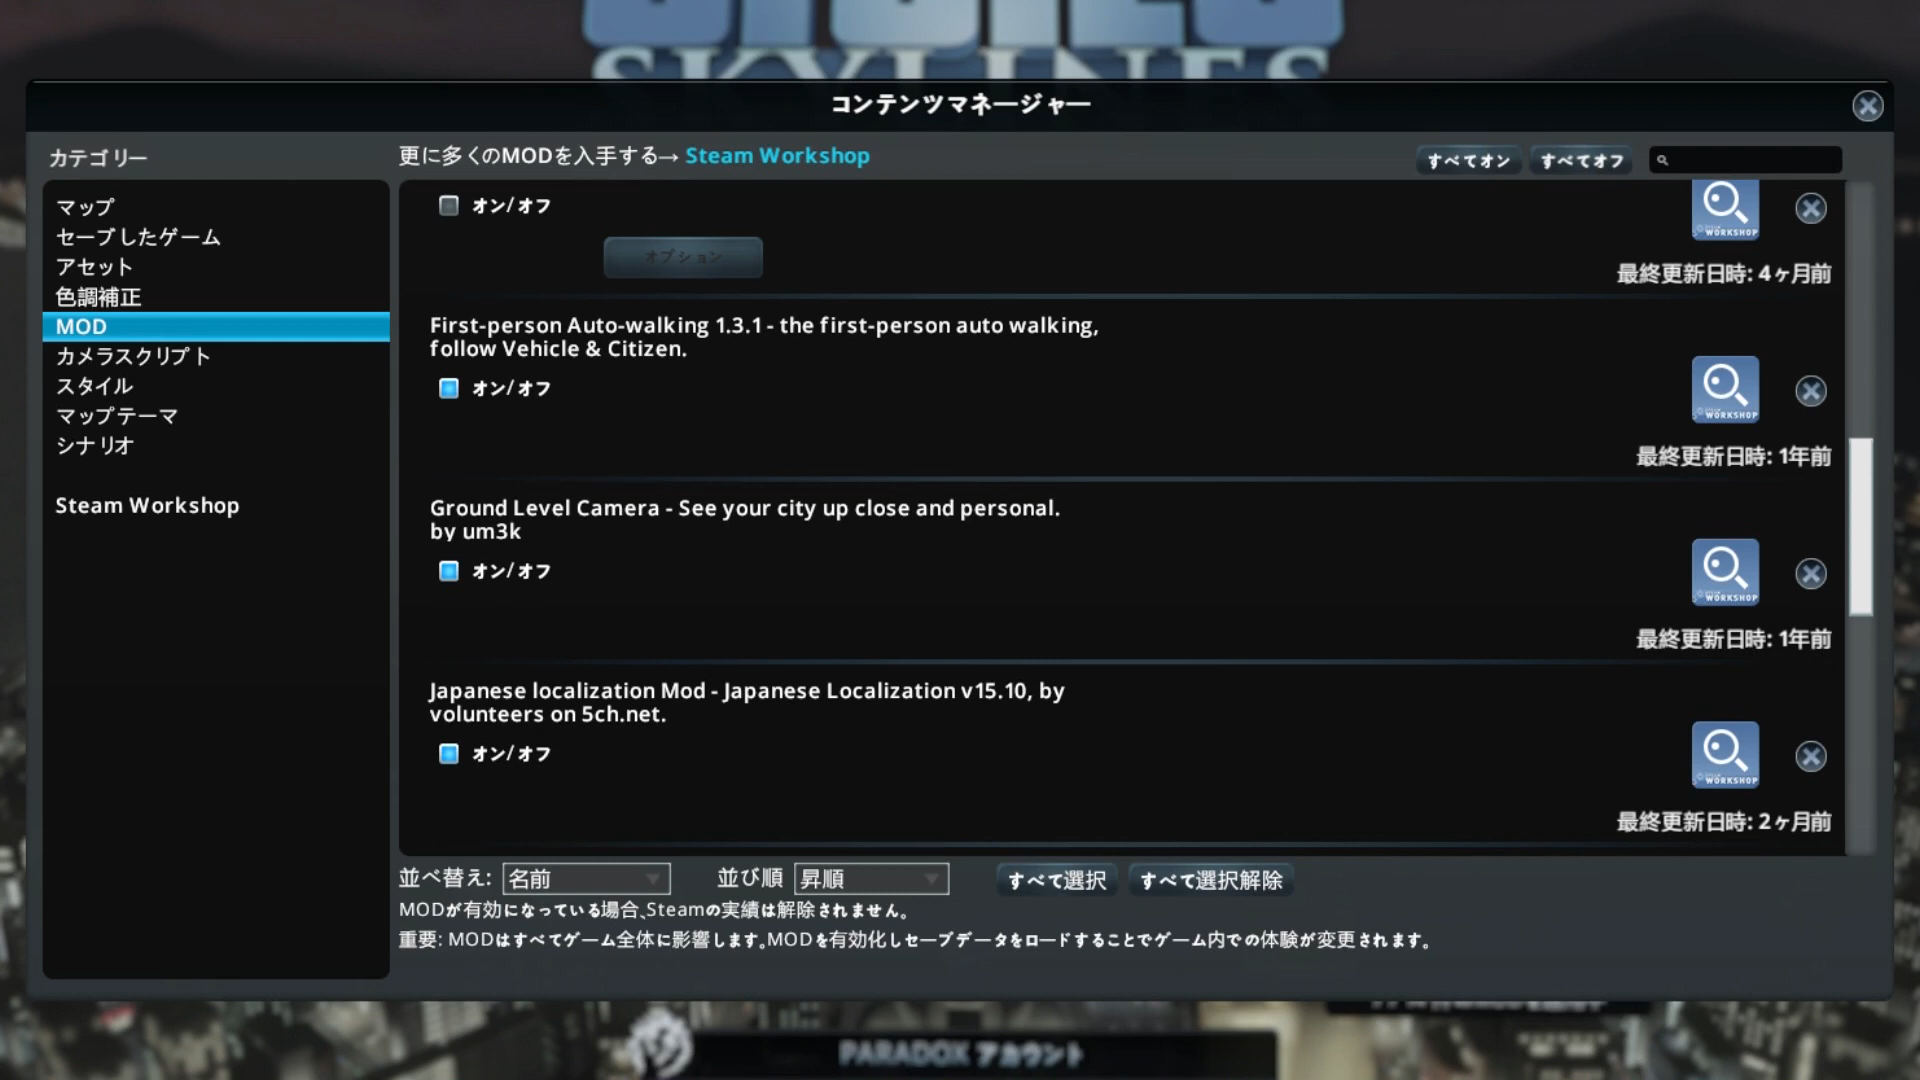 SKYLINES
コンテンツマネージャー
カテゴリー
更に多くのMODを入手する→ Steam Workshop
すべてオン
すべてオフ
マップ
セーブしたゲーム
アセット
色調補正
MOD
カメラスクリプト
スタイル
マップテーマ
シナリオ
Steam Workshop
オン/オフ
オプション
WORKSHOP
最終更新日時: 4ヶ月前
First-person Auto-walking 1.3.1 - the first-person auto walking,
follow Vehicle & Citizen.
オン/オフ
WORKSHOP
最終更新日時: 1年前
Ground Level Camera - See your city up close and personal.
by um3k
オン/オフ
WORKSHOP
最終更新日時: 1年前
Japanese localization Mod - Japanese Localization v15.10, by
volunteers on 5ch.net.
オン/オフ
WORKSHOP
最終更新日時: 2ヶ月前
並べ替え: 名前
並び順 昇順
すべて選択
すべて選択解除
MODが有効になっている場合、Steamの実績は解除されません。
重要: MODはすべてゲーム全体に影響します。MODを有効化しセーブデータをロードすることでゲーム内での体験が変更されます。
PARADOX アカウント